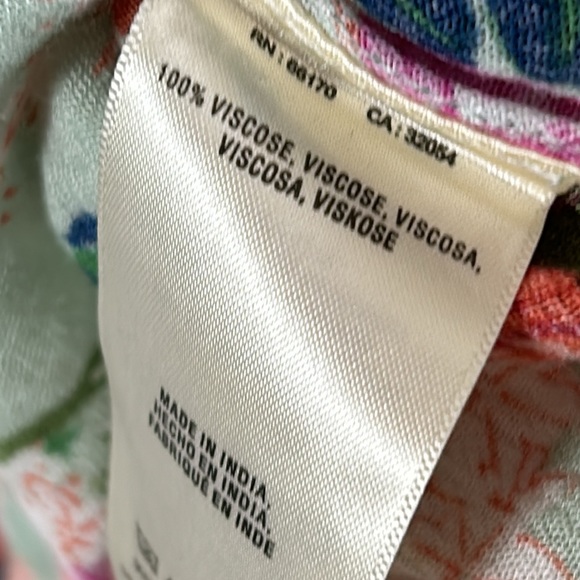 RN : 66170 CA : 32054
100% VISCOSE, VISCOSE, VISCOSA,
VISCOSA, VISKOSE
MADE IN INDIA,
HECHO EN INDIA,
FABRIQUÉ EN INDE